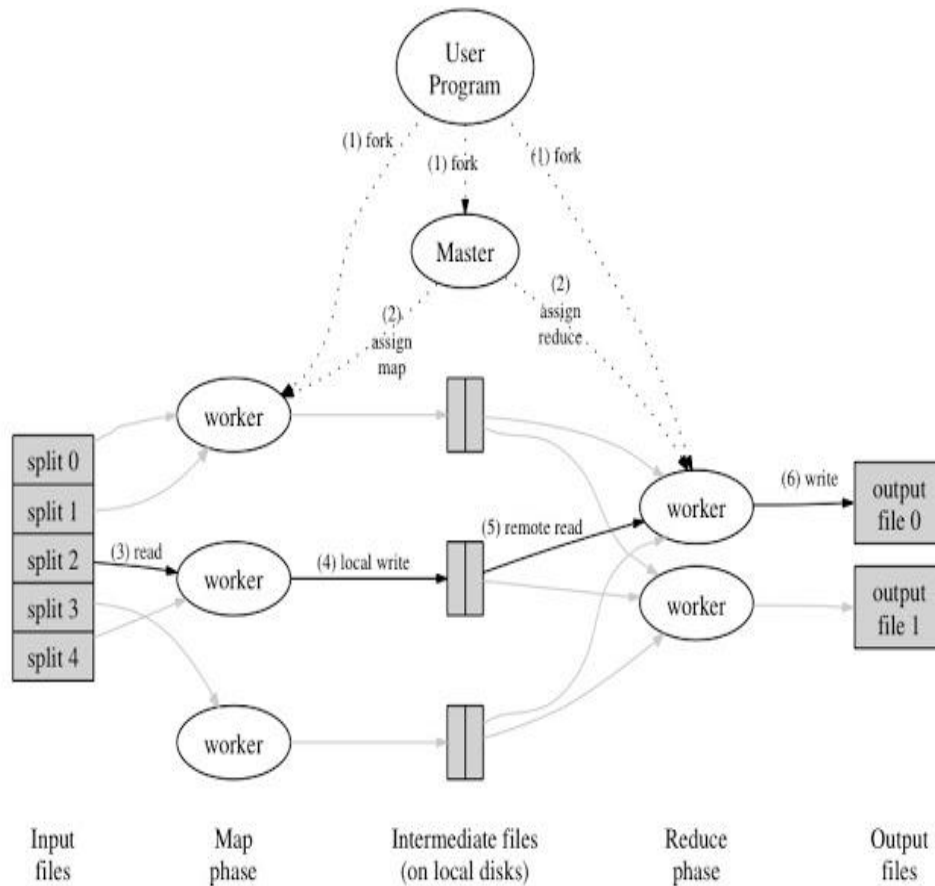 User
Program
(1) fork
(1) fork
(1) fork
Master
(2)
assign
map
(2)
assign
reduce
worker
split 0
split 1
split 2
split 3
split 4
(3) read
worker
(4) local write
worker
(5) remote read
worker
(6) write
output
file 0
worker
output
file 1
Input
files
Map
phase
Intermediate files
(on local disks)
Reduce
phase
Output
files